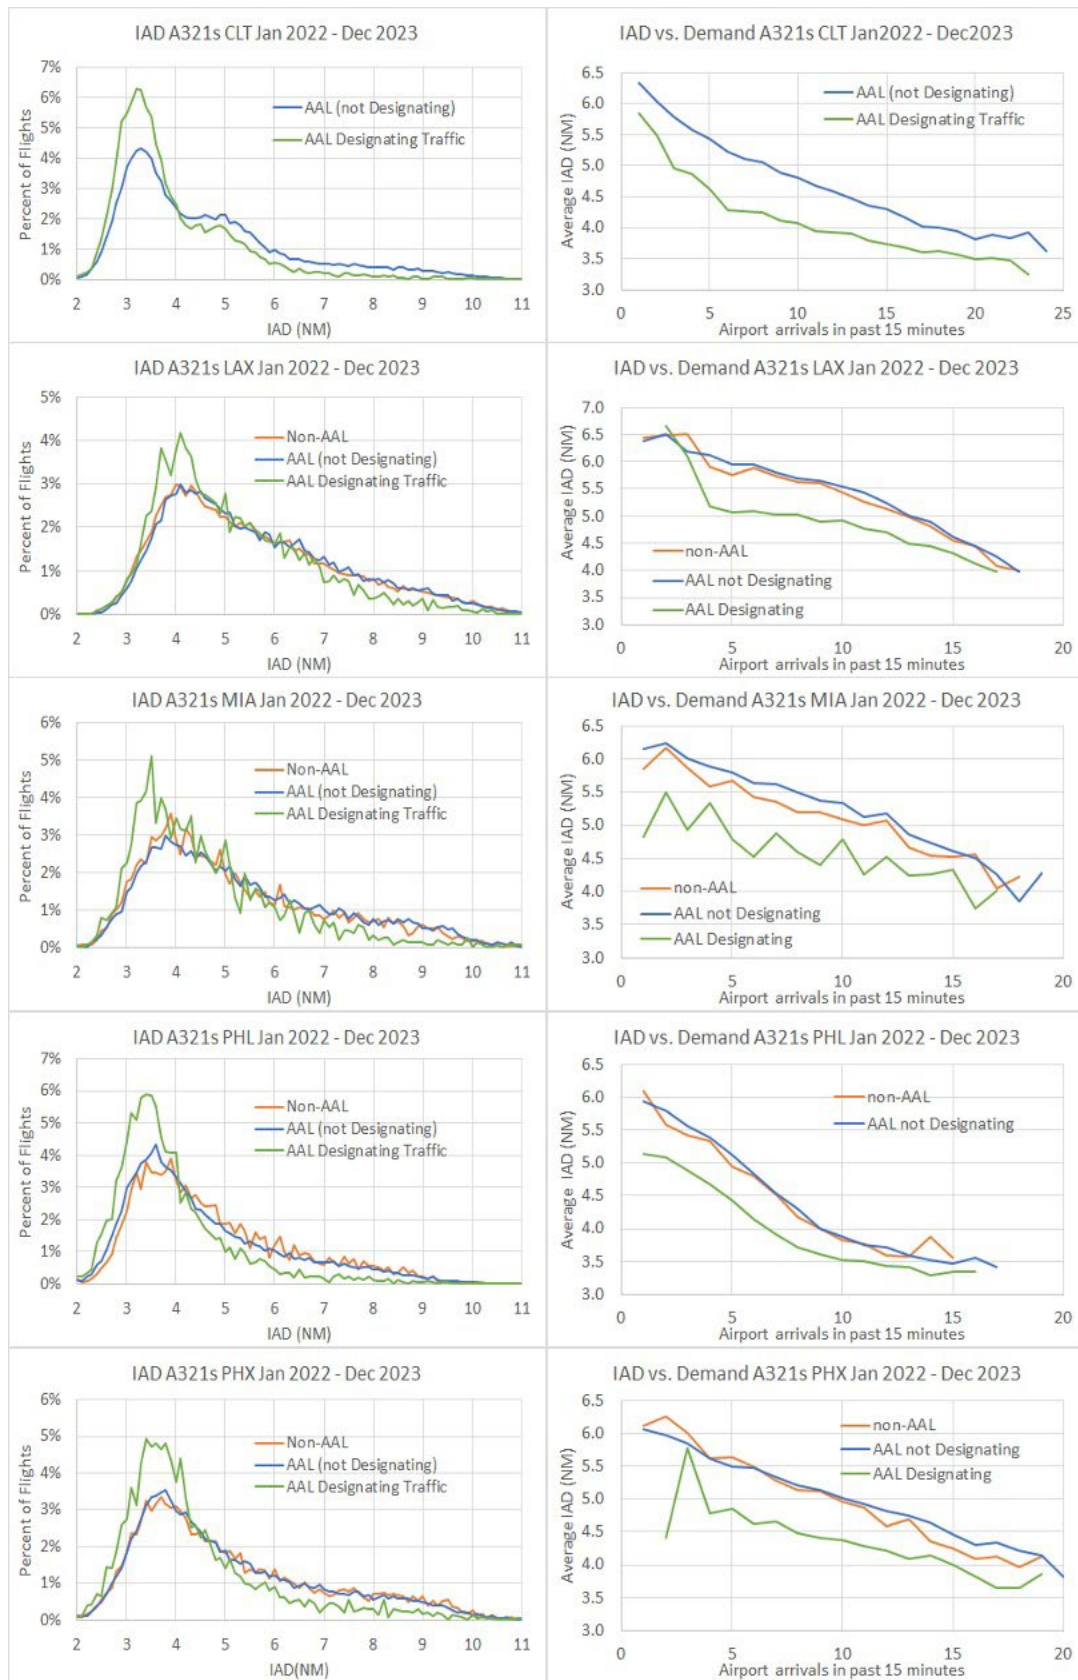 IAD A321s CLT Jan 2022 - Dec 2023
Percent of Flights
7%
6%
5%
4%
3%
2%
1%
0%
AAL (not Designating)
AAL Designating Traffic
2 3 4 5 6 7 8 9 10 11
IAD (NM)
IAD vs. Demand A321s CLT Jan2022 - Dec2023
Average IAD (NM)
6.5
6.0
5.5
5.0
4.5
4.0
3.5
3.0
AAL (not Designating)
AAL Designating Traffic
0 5 10 15 20 25
Airport arrivals in past 15 minutes
IAD A321s LAX Jan 2022 - Dec 2023
Percent of Flights
5%
4%
3%
2%
1%
0%
Non-AAL
AAL (not Designating)
AAL Designating Traffic
2 3 4 5 6 7 8 9 10 11
IAD (NM)
IAD vs. Demand A321s LAX Jan 2022 - Dec 2023
Average IAD (NM)
7.0
6.5
6.0
5.5
5.0
4.5
4.0
3.5
3.0
non-AAL
AAL not Designating
AAL Designating
0 5 10 15 20
Airport arrivals in past 15 minutes
IAD A321s MIA Jan 2022 - Dec 2023
Percent of Flights
6%
5%
4%
3%
2%
1%
0%
Non-AAL
AAL (not Designating)
AAL Designating Traffic
2 3 4 5 6 7 8 9 10 11
IAD (NM)
IAD vs. Demand A321s MIA Jan 2022 - Dec 2023
Average IAD (NM)
6.5
6.0
5.5
5.0
4.5
4.0
3.5
3.0
non-AAL
AAL not Designating
AAL Designating
0 5 10 15 20
Airport arrivals in past 15 minutes
IAD A321s PHL Jan 2022 - Dec 2023
Percent of Flights
7%
6%
5%
4%
3%
2%
1%
0%
Non-AAL
AAL (not Designating)
AAL Designating Traffic
2 3 4 5 6 7 8 9 10 11
IAD (NM)
IAD vs. Demand A321s PHL Jan 2022 - Dec 2023
Average IAD (NM)
6.5
6.0
5.5
5.0
4.5
4.0
3.5
3.0
non-AAL
AAL not Designating
0 5 10 15 20
Airport arrivals in past 15 minutes
IAD A321s PHX Jan 2022 - Dec 2023
Percent of Flights
6%
5%
4%
3%
2%
1%
0%
Non-AAL
AAL (not Designating)
AAL Designating Traffic
2 3 4 5 6 7 8 9 10 11
IAD(NM)
IAD vs. Demand A321s PHX Jan 2022 - Dec 2023
Average IAD (NM)
6.5
6.0
5.5
5.0
4.5
4.0
3.5
3.0
non-AAL
AAL not Designating
AAL Designating
0 5 10 15 20
Airport arrivals in past 15 minutes